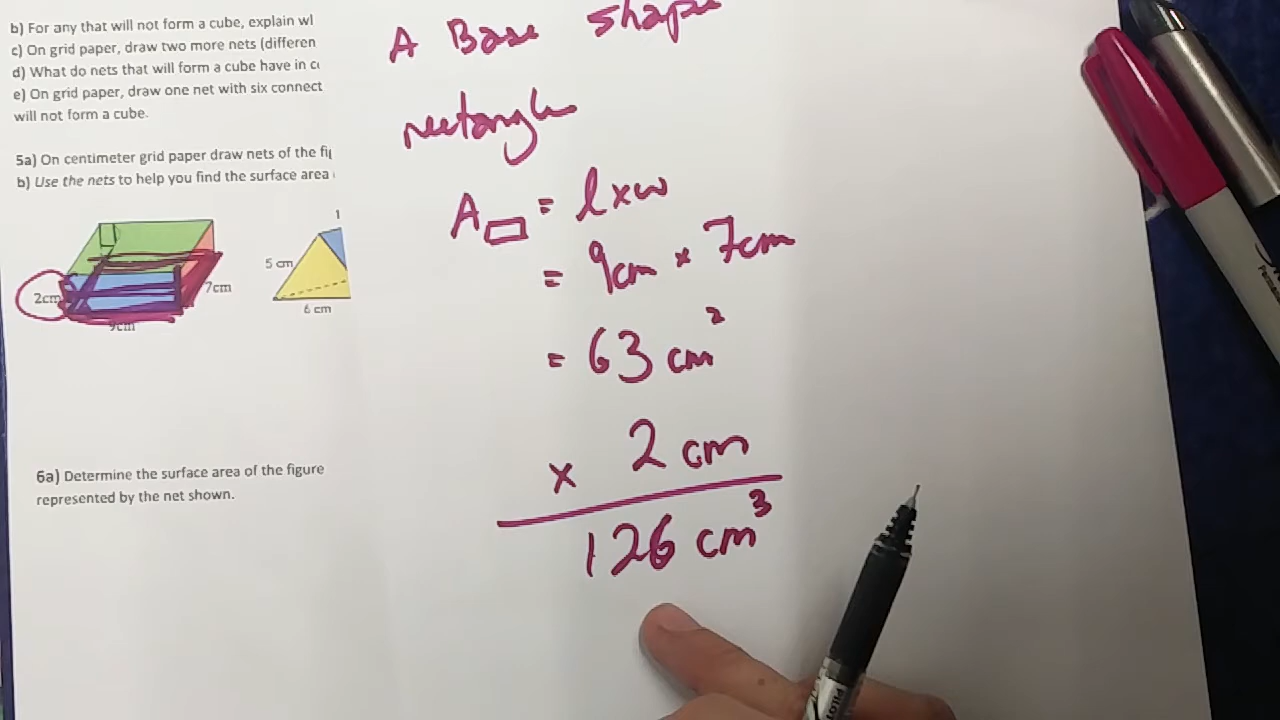 b) For any that will not form a cube, explain
c) On grid paper, draw two more nets (differen
d) What do nets that will form a cube have in
e) On grid paper, draw one net with six connect
will not form a cube.
5a) On centimeter grid paper draw nets of the
b) Use the nets to help you find the surface area
2cm
7cm
9cm
1
5 cm
6 cm
6a) Determine the surface area of the figure
represented by the net shown.
A Base shape
rectangle
A▭ = l x w
= 9cm x 7cm
= 63 cm²
x 2 cm
126 cm³
PILOT